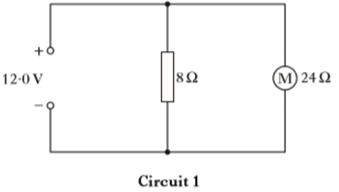 +
12·0 V
8 Ω
M 24 Ω
−
Circuit 1